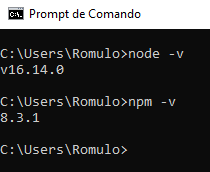 Prompt de Comando
C:\Users\Romulo>node -v
v16.14.0
C:\Users\Romulo>npm -v
8.3.1
C:\Users\Romulo>